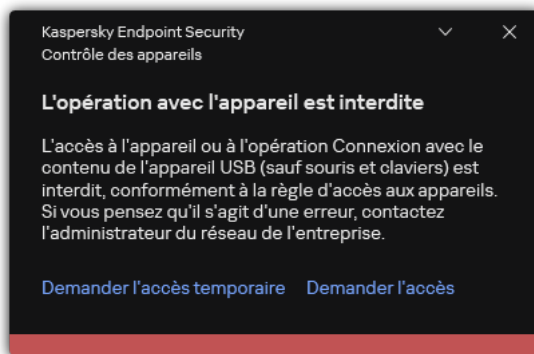 Kaspersky Endpoint Security
Contrôle des appareils
L'opération avec l'appareil est interdite
L'accès à l'appareil ou à l'opération Connexion avec le
contenu de l'appareil USB (sauf souris et claviers) est
interdit, conformément à la règle d'accès aux appareils.
Si vous pensez qu'il s'agit d'une erreur, contactez
l'administrateur du réseau de l'entreprise.
Demander l'accès temporaire Demander l'accès